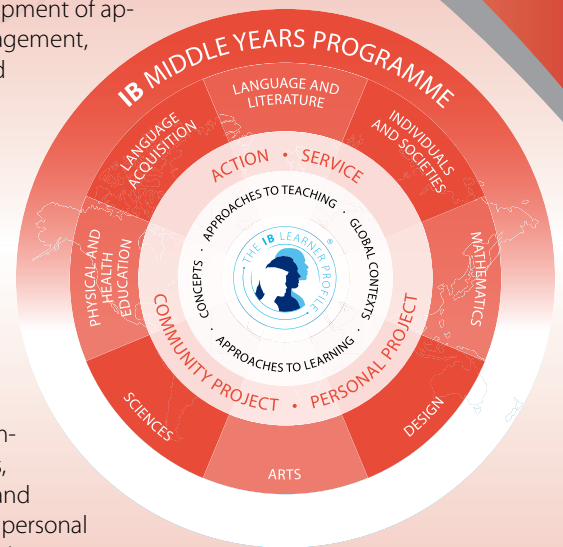 pment of ap-
agement,
IB MIDDLE YEARS PROGRAMME
LANGUAGE AND
LITERATURE
INDIVIDUALS
AND SOCIETIES
MATHEMATICS
DESIGN
ARTS
SCIENCES
PHYSICAL AND
HEALTH
EDUCATION
LANGUAGE
ACQUISITION
ACTION • SERVICE
PERSONAL PROJECT
•
COMMUNITY PROJECT
APPROACHES TO TEACHING ·
GLOBAL CONTEXTS ·
APPROACHES TO LEARNING ·
CONCEPTS ·
THE IB LEARNER PROFILE ®
and
personal